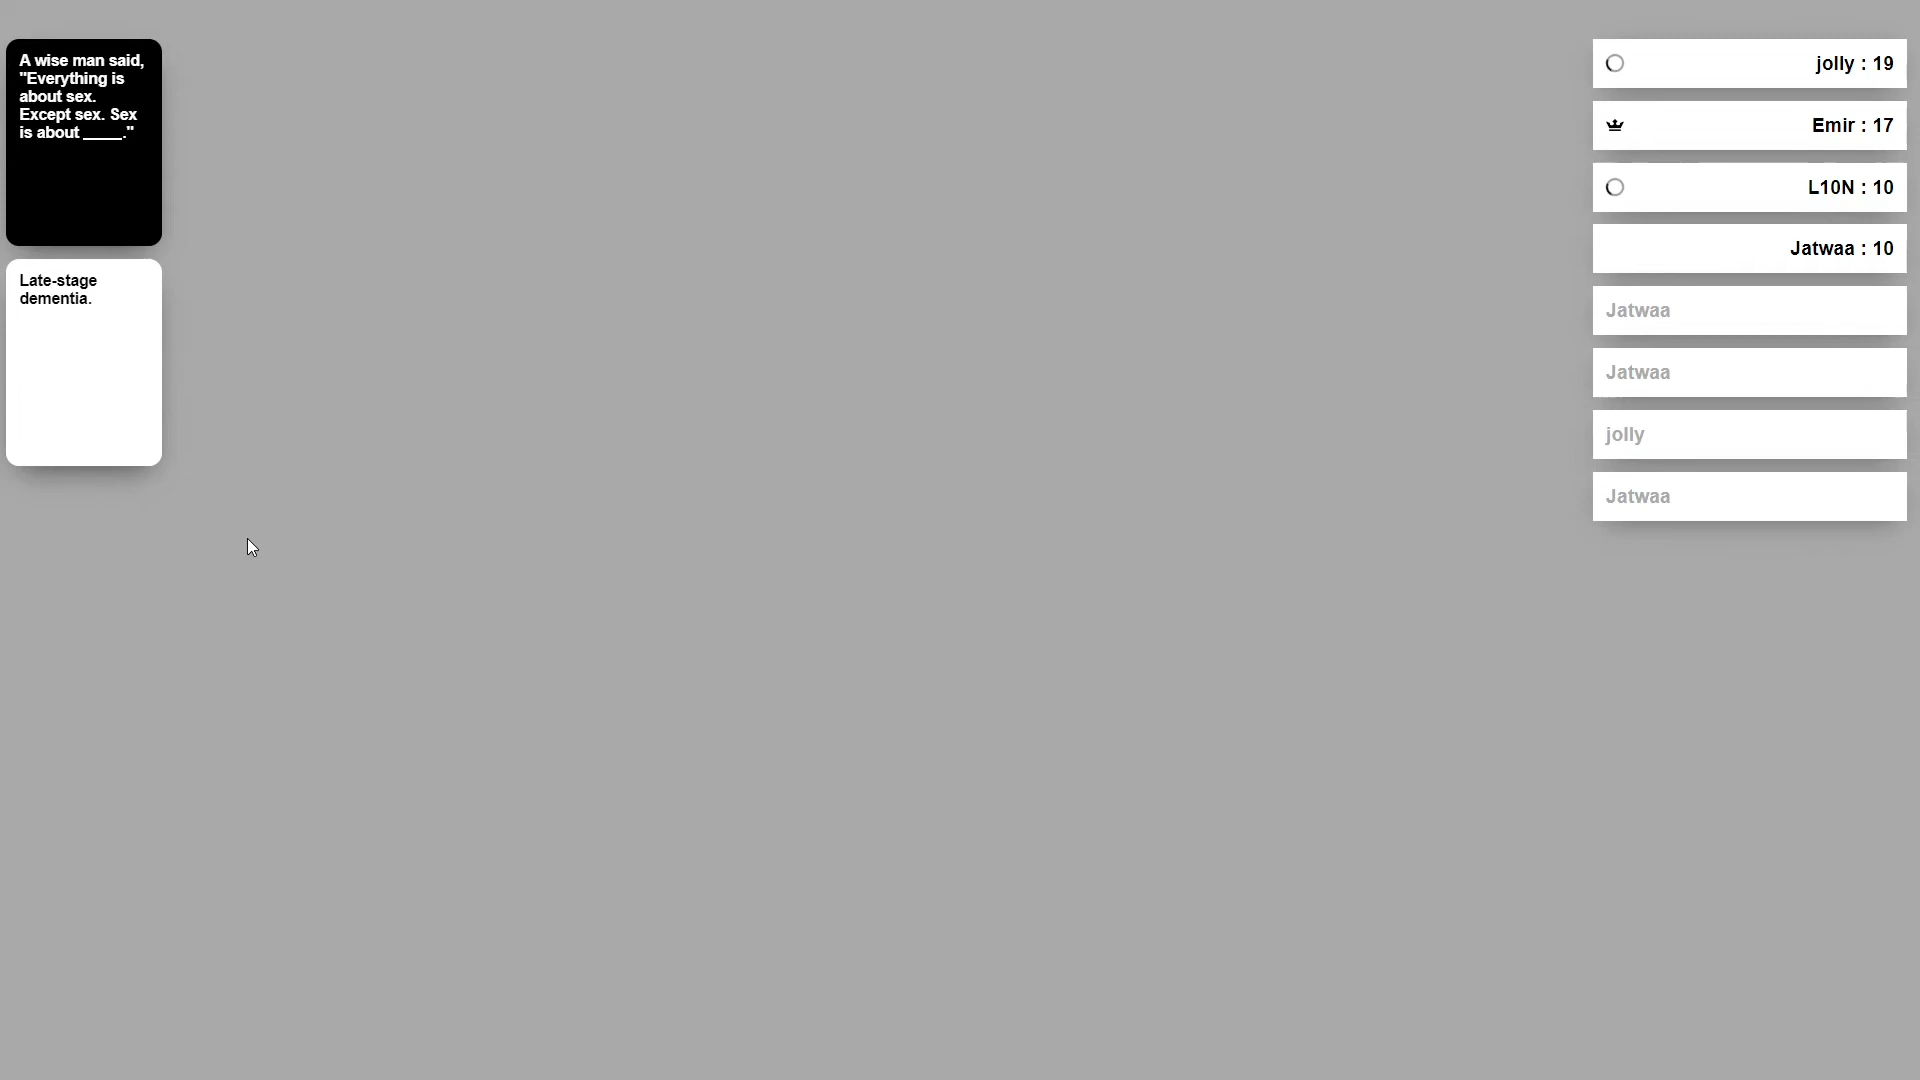 A wise man said,
"Everything is
about sex.
Except sex. Sex
is about _____."
Late-stage
dementia.
jolly : 19
Emir : 17
L10N : 10
Jatwaa : 10
Jatwaa
Jatwaa
jolly
Jatwaa